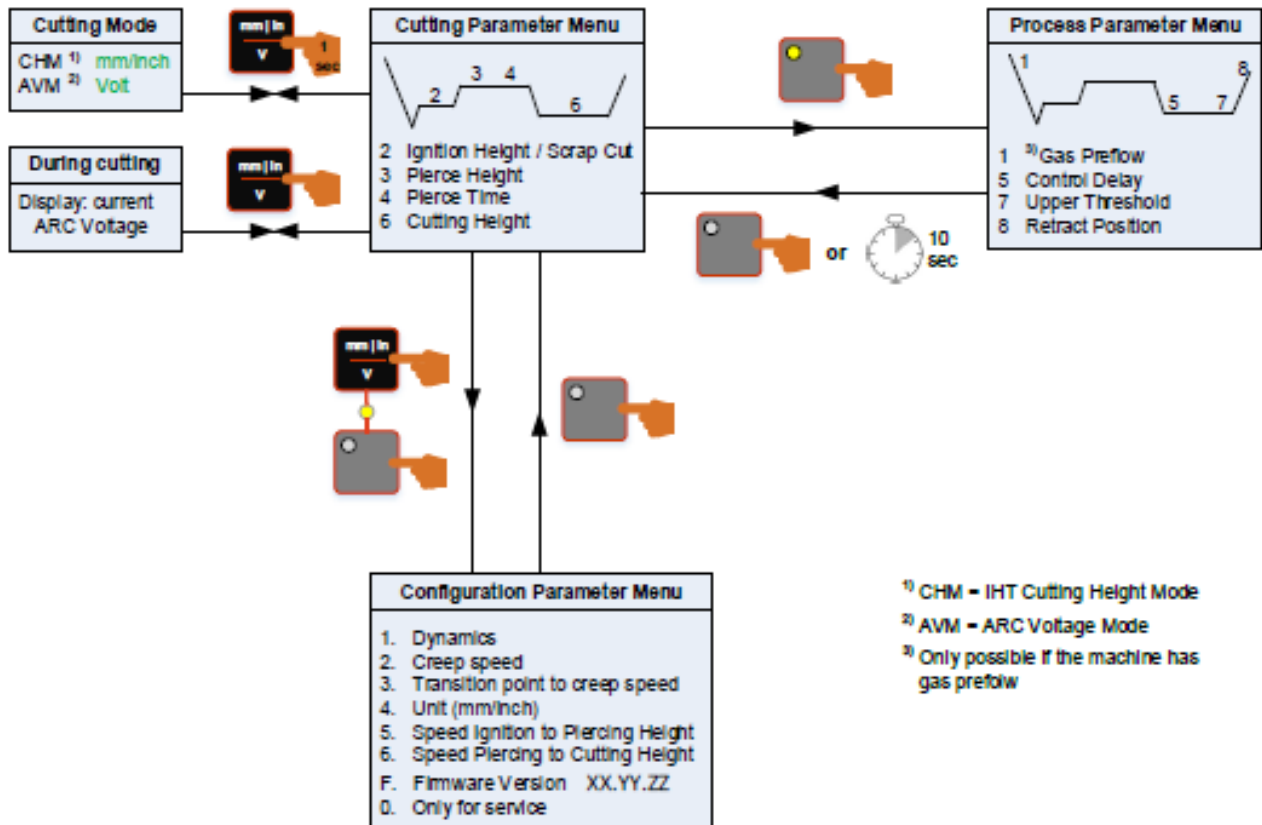 Cutting Mode
CHM 1) mm/Inch
AVM 2) Volt
mm|in
V
1
sec
Cutting Parameter Menu
3 4
2
6
2 Ignition Height / Scrap Cut
3 Pierce Height
4 Pierce Time
6 Cutting Height
Process Parameter Menu
1
8
5 7
1 3)Gas Preflow
5 Control Delay
7 Upper Threshold
8 Retract Position
During cutting
Display: current
ARC Voltage
mm|in
V
or
10
sec
mm|in
V
Configuration Parameter Menu
1. Dynamics
2. Creep speed
3. Transition point to creep speed
4. Unit (mm/Inch)
5. Speed Ignition to Piercing Height
6. Speed Piercing to Cutting Height
F. Firmware Version XX.YY.ZZ
0. Only for service
1) CHM = IHT Cutting Height Mode
2) AVM = ARC Voltage Mode
3) Only possible if the machine has
gas prefolw